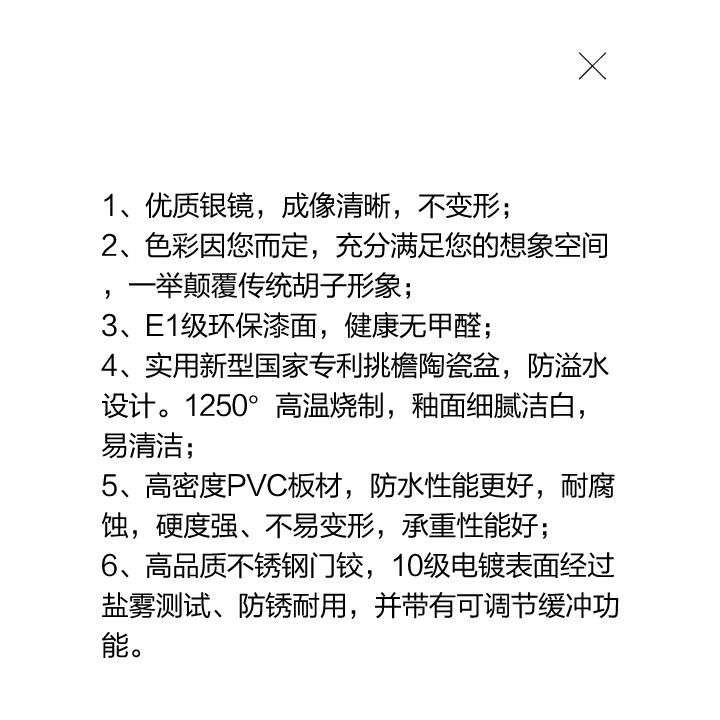 1、优质银镜，成像清晰，不变形；
2、色彩因您而定，充分满足您的想象空间
，一举颠覆传统胡子形象；
3、E1级环保漆面，健康无甲醛；
4、实用新型国家专利挑檐陶瓷盆，防溢水
设计。1250°高温烧制，釉面细腻洁白，
易清洁；
5、高密度PVC板材，防水性能更好，耐腐
蚀，硬度强、不易变形，承重性能好；
6、高品质不锈钢门铰，10级电镀表面经过
盐雾测试、防锈耐用，并带有可调节缓冲功
能。